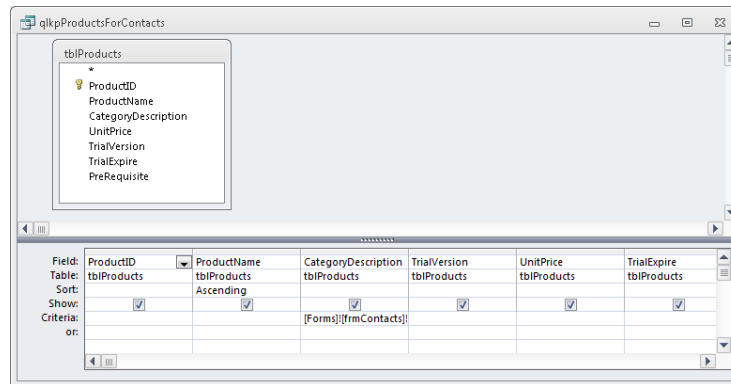 qlkpProductsForContacts
tblProducts
*
ProductID
ProductName
CategoryDescription
UnitPrice
TrialVersion
TrialExpire
PreRequisite
Field: ProductID ProductName CategoryDescription TrialVersion UnitPrice TrialExpire
Table: tblProducts tblProducts tblProducts tblProducts tblProducts tblProducts
Sort: Ascending
Show:
Criteria: [Forms]![frmContacts]!
or: